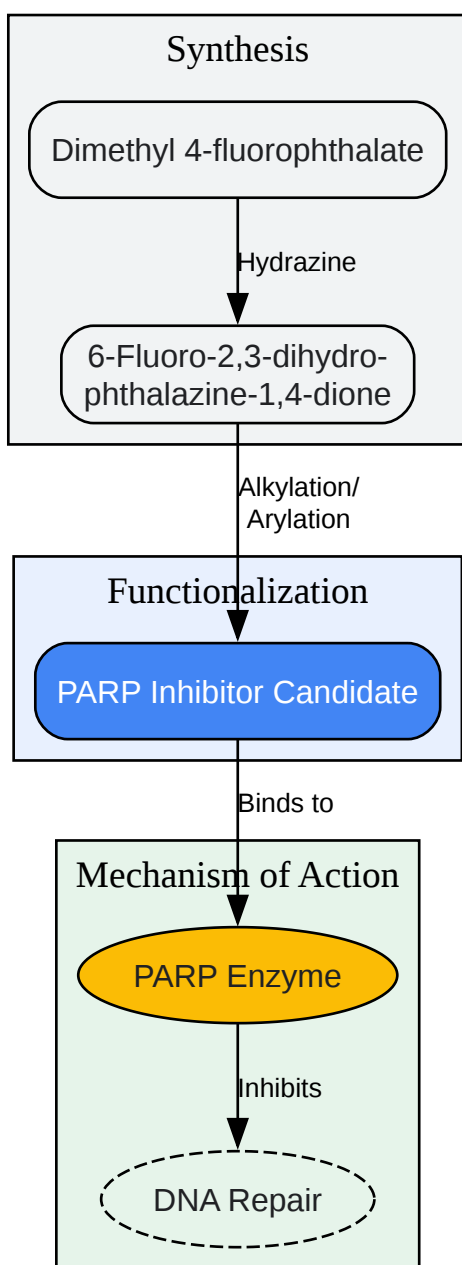 Synthesis
Dimethyl 4-fluorophthalate
Hydrazine
6-Fluoro-2,3-dihydro-
phthalazine-1,4-dione
Alkylation/
Arylation
Functionalization
PARP Inhibitor Candidate
Binds to
Mechanism of Action
PARP Enzyme
Inhibits
DNA Repair